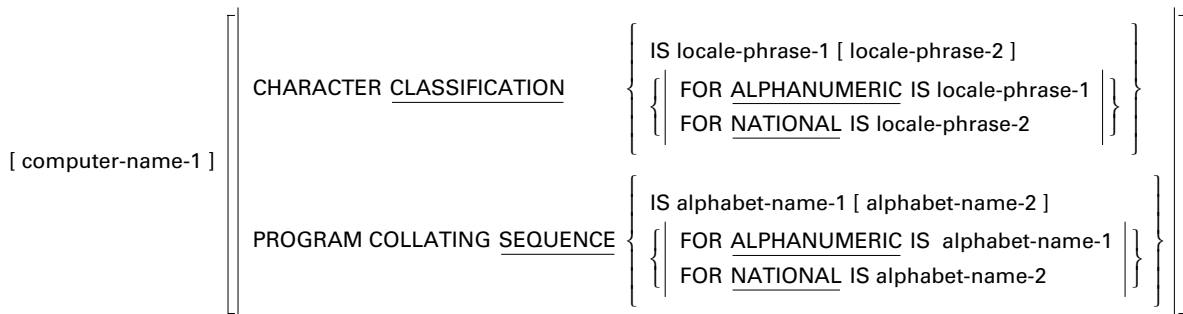 IS locale-phrase-1 [ locale-phrase-2 ]
CHARACTER CLASSIFICATION
FOR ALPHANUMERIC IS locale-phrase-1
FOR NATIONAL IS locale-phrase-2
[ computer-name-1 ]
IS alphabet-name-1 [ alphabet-name-2 ]
PROGRAM COLLATING SEQUENCE
FOR ALPHANUMERIC IS alphabet-name-1
FOR NATIONAL IS alphabet-name-2